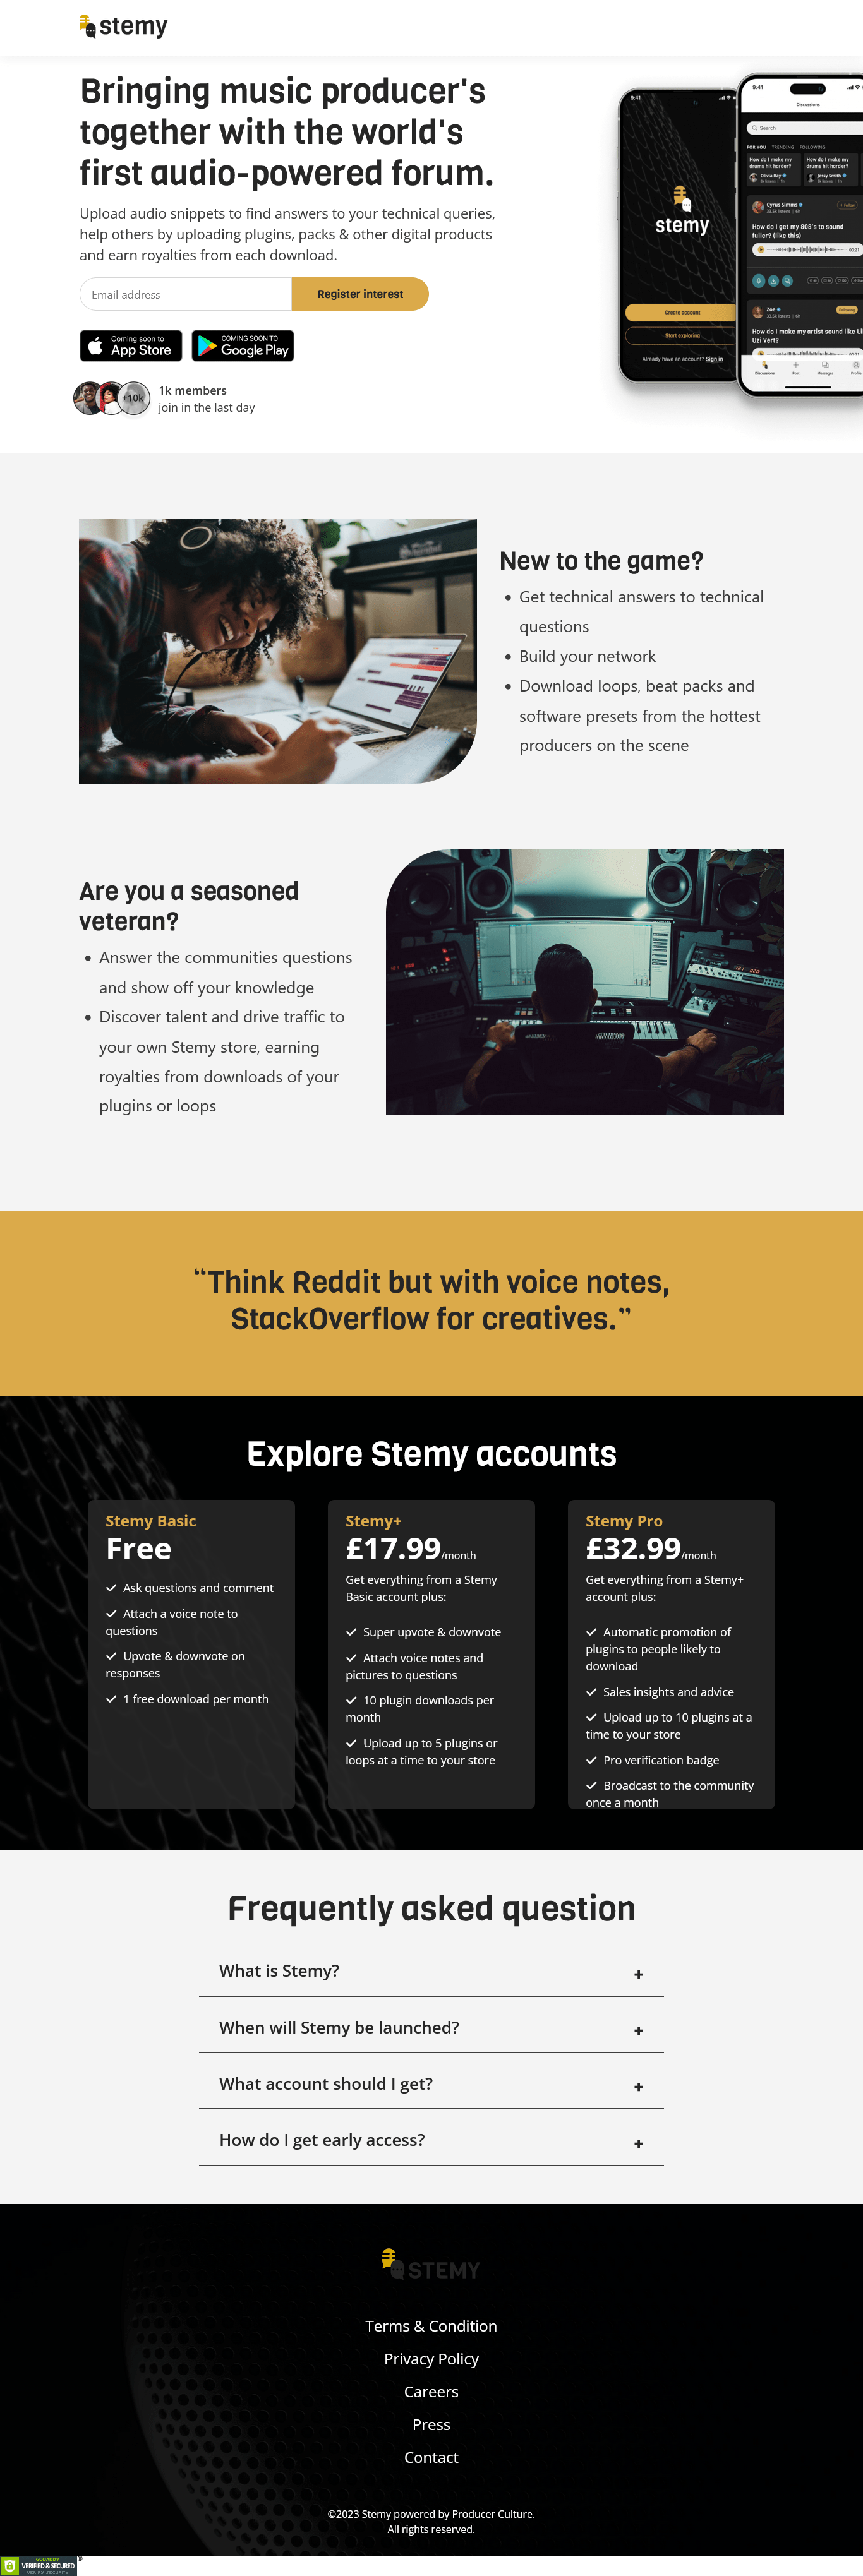 stemy
Bringing music producer's
together with the world's
first audio-powered forum.
Upload audio snippets to find answers to your technical queries,
help others by uploading plugins, packs & other digital products
and earn royalties from each download.
Email address
Register interest
Coming soon to
App Store
COMING SOON TO
Google Play
+10k
1k members
join in the last day
9:41
stemy
Create account
Start exploring
Already have an account? Sign in
9:41
Discussions
Search
FOR YOU TRENDING FOLLOWING
How do I make my
drums hit harder?
Olivia Ray
How do I make my
drums hit harder?
Jessy Smith
Cyrus Simms
+ Follow
How do I get my 808's to sound
fuller? (like this)
00:21
Zoe
Following
How do I make my artist sound like Li
Uzi Vert?
Discussions
Post
Messages
Profile
New to the game?
• Get technical answers to technical
questions
• Build your network
• Download loops, beat packs and
software presets from the hottest
producers on the scene
Are you a seasoned
veteran?
• Answer the communities questions
and show off your knowledge
• Discover talent and drive traffic to
your own Stemy store, earning
royalties from downloads of your
plugins or loops
“Think Reddit but with voice notes,
StackOverflow for creatives.”
Explore Stemy accounts
Stemy Basic
Free
Ask questions and comment
Attach a voice note to
questions
Upvote & downvote on
responses
1 free download per month
Stemy+
£17.99/month
Get everything from a Stemy
Basic account plus:
Super upvote & downvote
Attach voice notes and
pictures to questions
10 plugin downloads per
month
Upload up to 5 plugins or
loops at a time to your store
Stemy Pro
£32.99/month
Get everything from a Stemy+
account plus:
Automatic promotion of
plugins to people likely to
download
Sales insights and advice
Upload up to 10 plugins at a
time to your store
Pro verification badge
Broadcast to the community
once a month
Frequently asked question
What is Stemy?
+
When will Stemy be launched?
+
What account should I get?
+
How do I get early access?
+
STEMY
Terms & Condition
Privacy Policy
Careers
Press
Contact
©2023 Stemy powered by Producer Culture.
All rights reserved.
GODADDY
VERIFIED & SECURED
VERIFY SECURITY